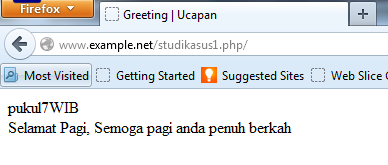 Firefox
Greeting | Ucapan
www.example.net/studikasus1.php/
Most Visited Getting Started Suggested Sites Web Slice G
pukul7WIB
Selamat Pagi, Semoga pagi anda penuh berkah